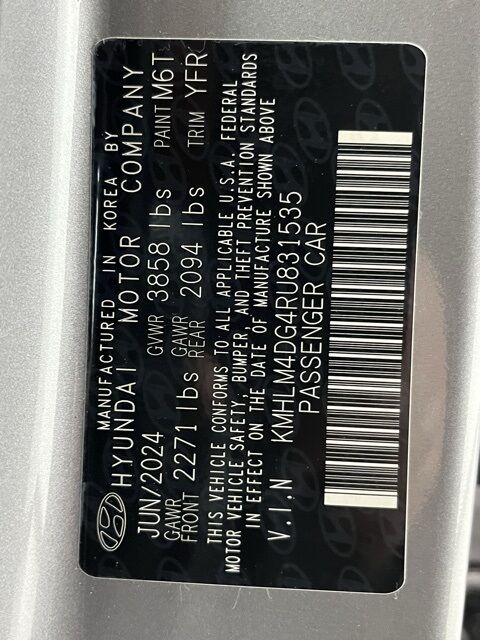 MANUFACTURED IN KOREA BY
HYUNDAI MOTOR COMPANY
JUN/2024 GVWR 3858 lbs PAINT M6T
GAWR FRONT 2271 lbs GAWR REAR 2094 lbs TRIM YFR
THIS VEHICLE CONFORMS TO ALL APPLICABLE U.S.A. FEDERAL
MOTOR VEHICLE SAFETY, BUMPER, AND THEFT PREVENTION STANDARDS
IN EFFECT ON THE DATE OF MANUFACTURE SHOWN ABOVE
V.I.N KMHLM4DG4RU831535
PASSENGER CAR